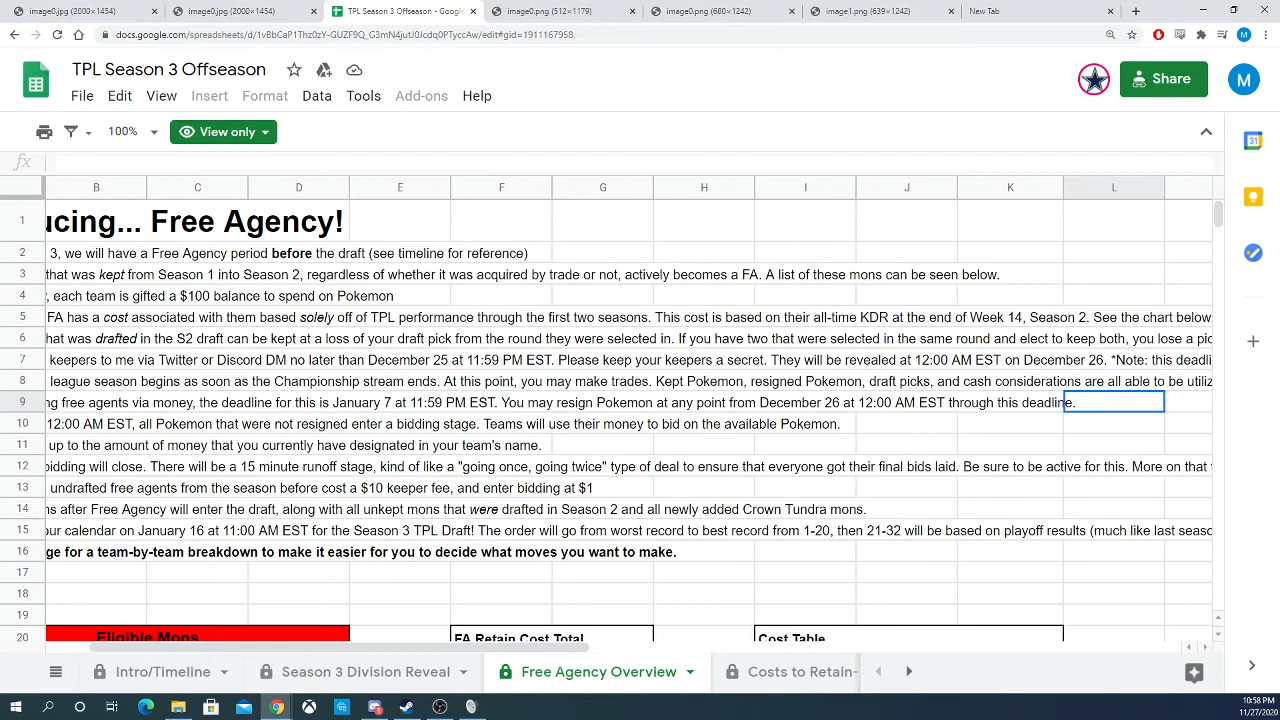 image0.jpg (2000×1454)
image0.jpg (2000×1454)
TPL Season 3 Offseason - Google
image0.png (512×1179)
image0.png (680×1242)
image1.png (639×1242)
New Tab
docs.google.com/spreadsheets/d/1vBbCaP1Thz0zY-GUZF9Q_G3mN4jutJ0Jcdq0P5TyccAw/edit#gid=1911167958
TPL Season 3 Offseason
File Edit View Insert Format Data Tools Add-ons Help
Share
M
100%
View only
fx
B C D E F G H I J K L
1 ucing... Free Agency!
2 3, we will have a Free Agency period before the draft (see timeline for reference)
3 that was kept from Season 1 into Season 2, regardless of whether it was acquired by trade or not, actively becomes a FA. A list of these mons can be seen below.
4 , each team is gifted a $100 balance to spend on Pokemon
5 FA has a cost associated with them based solely off of TPL performance through the first two seasons. This cost is based on their all-time KDR at the end of Week 14, Season 2. See the chart below
6 hat was drafted in the S2 draft can be kept at a loss of your draft pick from the round they were selected in. If you have two that were selected in the same round and elect to keep both, you lose a pic
7 keepers to me via Twitter or Discord DM no later than December 25 at 11:59 PM EST. Please keep your keepers a secret. They will be revealed at 12:00 AM EST on December 26. *Note: this deadli
8 league season begins as soon as the Championship stream ends. At this point, you may make trades. Kept Pokemon, resigned Pokemon, draft picks, and cash considerations are all able to be utiliz
9 ng free agents via money, the deadline for this is January 7 at 11:59 PM EST. You may resign Pokemon at any point from December 26 at 12:00 AM EST through this deadline.
10 12:00 AM EST, all Pokemon that were not resigned enter a bidding stage. Teams will use their money to bid on the available Pokemon.
11 up to the amount of money that you currently have designated in your team's name.
12 bidding will close. There will be a 15 minute runoff stage, kind of like a "going once, going twice" type of deal to ensure that everyone got their final bids laid. Be sure to be active for this. More on that t
13 undrafted free agents from the season before cost a $10 keeper fee, and enter bidding at $1
14 ns after Free Agency will enter the draft, along with all unkept mons that were drafted in Season 2 and all newly added Crown Tundra mons.
15 our calendar on January 16 at 11:00 AM EST for the Season 3 TPL Draft! The order will go from worst record to best record from 1-20, then 21-32 will be based on playoff results (much like last seaso
16 ge for a team-by-team breakdown to make it easier for you to decide what moves you want to make.
17
18
19
20 Eligible Mons FA Retain Cost Total Cost Table
Intro/Timeline
Season 3 Division Reveal
Free Agency Overview
Costs to Retain-
10:58 PM
11/27/2020